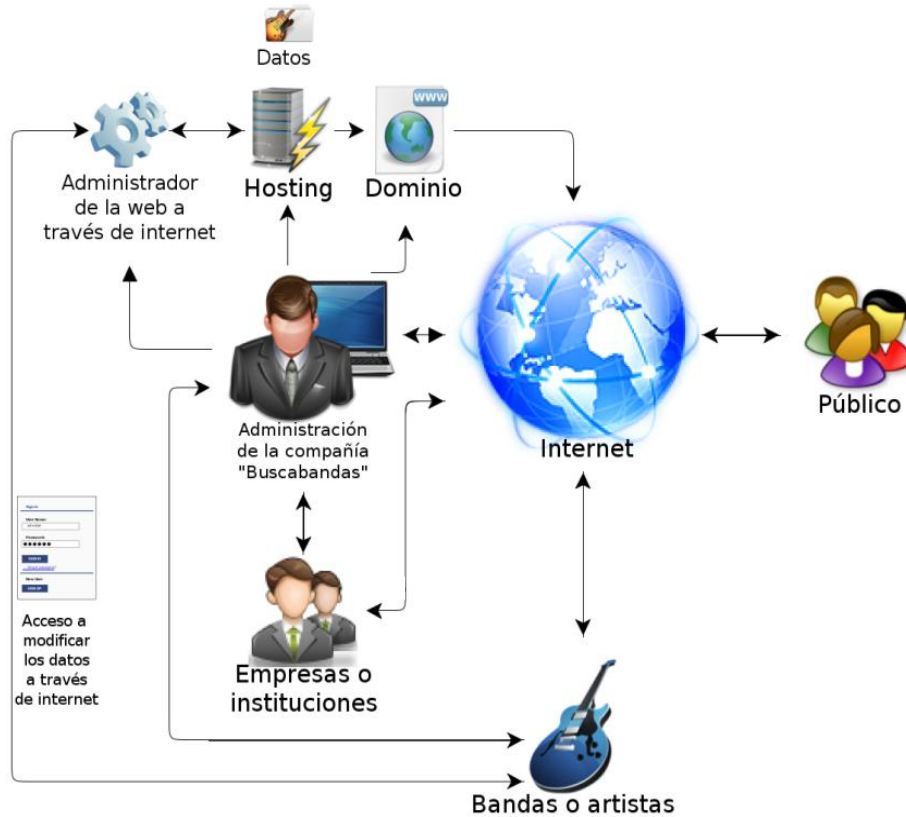 Datos
WWW
Hosting
Dominio
Administrador
de la web a
través de internet
Administración
de la compañía
"Buscabandas"
Internet
Público
Acceso a
modificar
los datos
a través
de internet
Empresas o
instituciones
Bandas o artistas